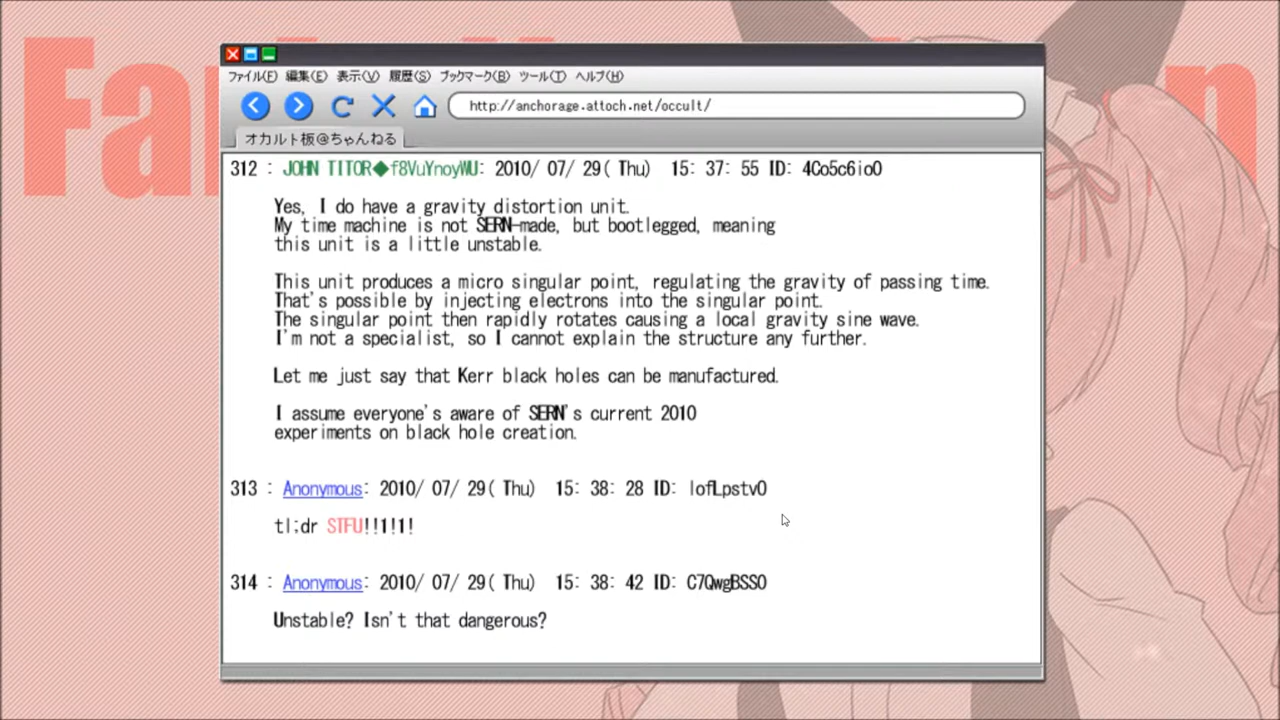 ファイル(F) 編集(E) 表示(V) 履歴(S) ブックマーク(B) ツール(T) ヘルプ(H)
http://anchorage.attoch.net/occult/
オカルト板@ちゃんねる
312 : JOHN TITOR◆f8VuYnoyWU: 2010/ 07/ 29( Thu) 15: 37: 55 ID: 4Co5c6io0
Yes, I do have a gravity distortion unit.
My time machine is not SERN-made, but bootlegged, meaning
this unit is a little unstable.
This unit produces a micro singular point, regulating the gravity of passing time.
That's possible by injecting electrons into the singular point.
The singular point then rapidly rotates causing a local gravity sine wave.
I'm not a specialist, so I cannot explain the structure any further.
Let me just say that Kerr black holes can be manufactured.
I assume everyone's aware of SERN's current 2010
experiments on black hole creation.
313 : Anonymous: 2010/ 07/ 29( Thu) 15: 38: 28 ID: lofLpstv0
tl;dr STFU!!1!1!
314 : Anonymous: 2010/ 07/ 29( Thu) 15: 38: 42 ID: C7QwgBSS0
Unstable? Isn't that dangerous?